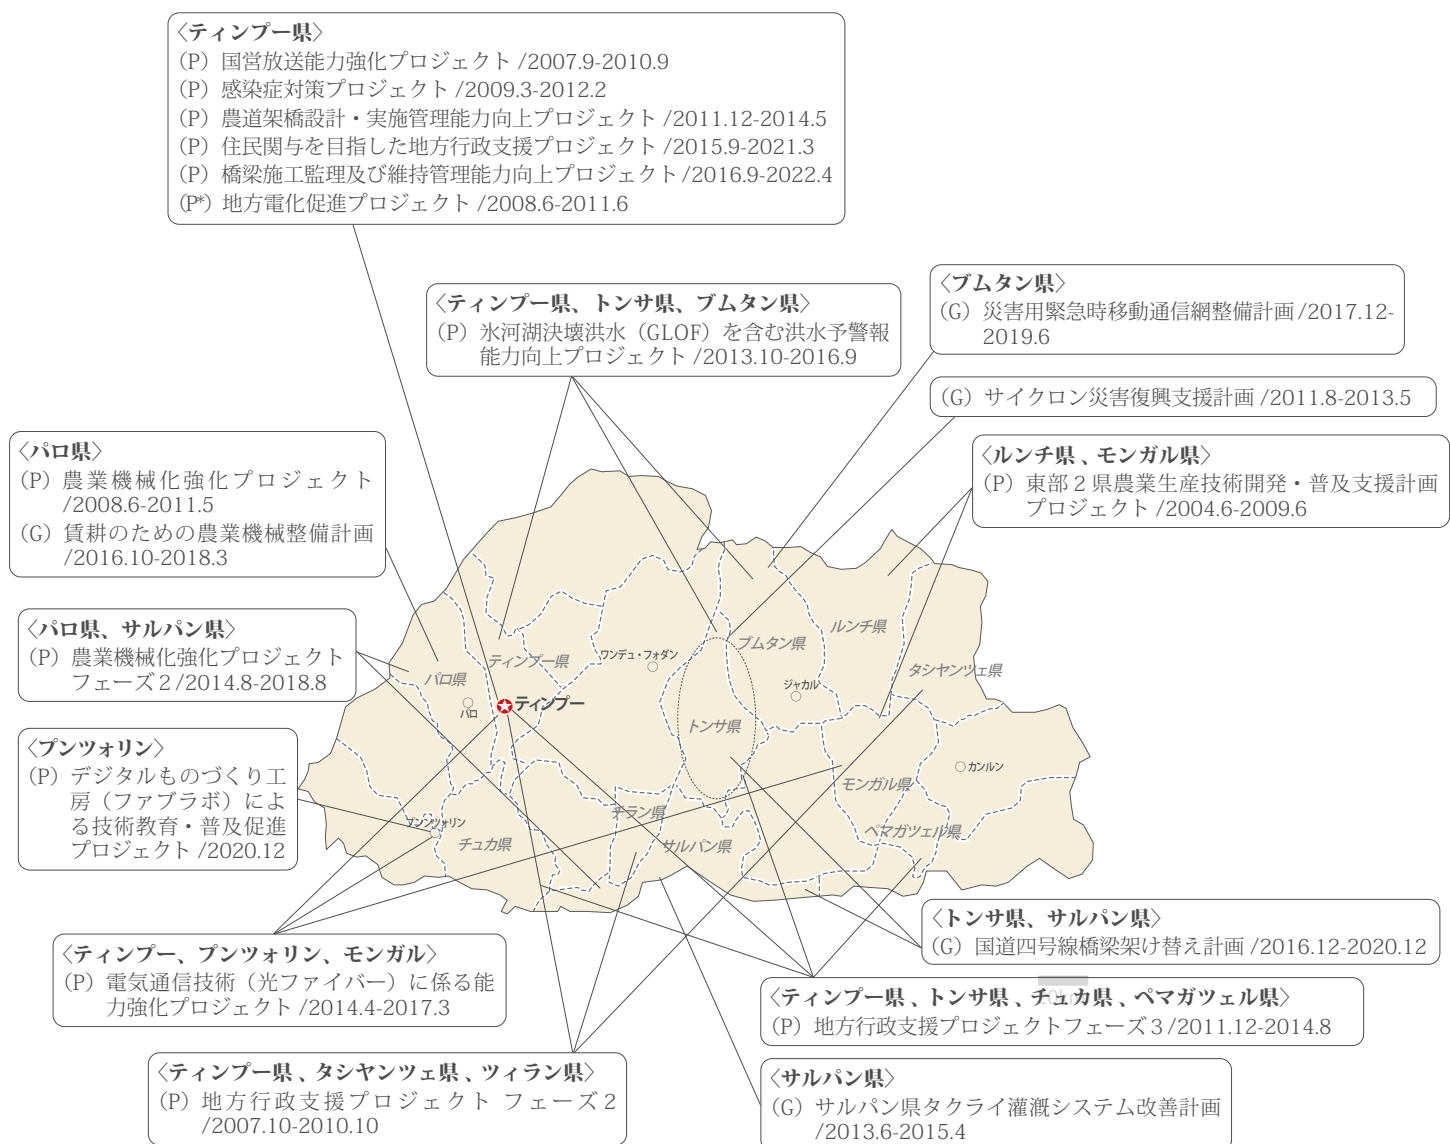 〈ティンプー県〉
(P) 国営放送能力強化プロジェクト /2007.9-2010.9
(P) 感染症対策プロジェクト /2009.3-2012.2
(P) 農道架橋設計・実施管理能力向上プロジェクト /2011.12-2014.5
(P) 住民関与を目指した地方行政支援プロジェクト /2015.9-2021.3
(P) 橋梁施工監理及び維持管理能力向上プロジェクト /2016.9-2022.4
(P*) 地方電化促進プロジェクト /2008.6-2011.6
〈ティンプー県、トンサ県、ブムタン県〉
(P) 氷河湖決壊洪水（GLOF）を含む洪水予警報
能力向上プロジェクト /2013.10-2016.9
〈ブムタン県〉
(G) 災害用緊急時移動通信網整備計画 /2017.12-
2019.6
(G) サイクロン災害復興支援計画 /2011.8-2013.5
〈ルンチ県、モンガル県〉
(P) 東部２県農業生産技術開発・普及支援計画
プロジェクト /2004.6-2009.6
〈パロ県〉
(P) 農業機械化強化プロジェクト
/2008.6-2011.5
(G) 賃耕のための農業機械整備計画
/2016.10-2018.3
〈パロ県、サルパン県〉
(P) 農業機械化強化プロジェクト
フェーズ２/2014.8-2018.8
〈プンツォリン〉
(P) デジタルものづくり工
房（ファブラボ）によ
る技術教育・普及促進
プロジェクト /2020.12
ティンプー県
ワンデュ・フォダン
ブムタン県
ルンチ県
タシヤンツェ県
パロ県
パロ
ティンプー
ジャカル
トンサ県
カンルン
モンガル県
チラン県
ペマガツェル県
プンツォリン
チュカ県
サルパン県
〈トンサ県、サルパン県〉
(G) 国道四号線橋梁架け替え計画 /2016.12-2020.12
〈ティンプー、プンツォリン、モンガル〉
(P) 電気通信技術（光ファイバー）に係る能
力強化プロジェクト /2014.4-2017.3
〈ティンプー県、トンサ県、チュカ県、ペマガツェル県〉
(P) 地方行政支援プロジェクトフェーズ３/2011.12-2014.8
〈ティンプー県、タシヤンツェ県、ツィラン県〉
(P) 地方行政支援プロジェクト フェーズ２
/2007.10-2010.10
〈サルパン県〉
(G) サルパン県タクライ灌漑システム改善計画
/2013.6-2015.4